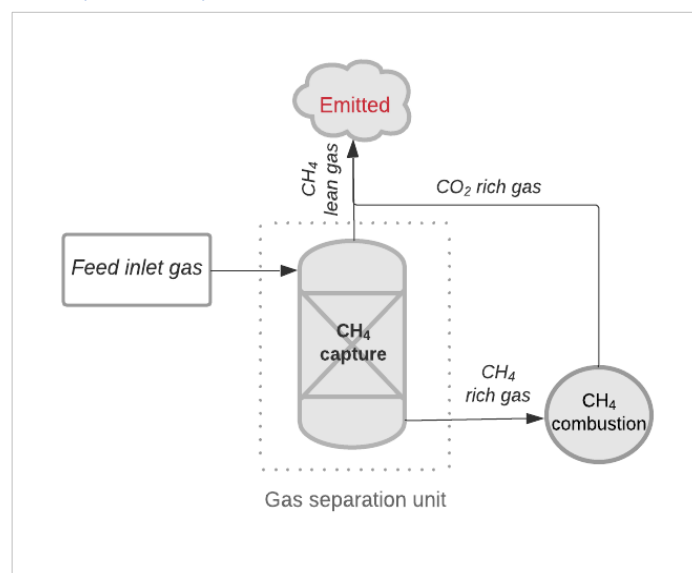 Emitted
CH₄
lean gas
CO₂ rich gas
Feed inlet gas
CH₄
capture
CH₄
rich gas
CH₄
combustion
Gas separation unit